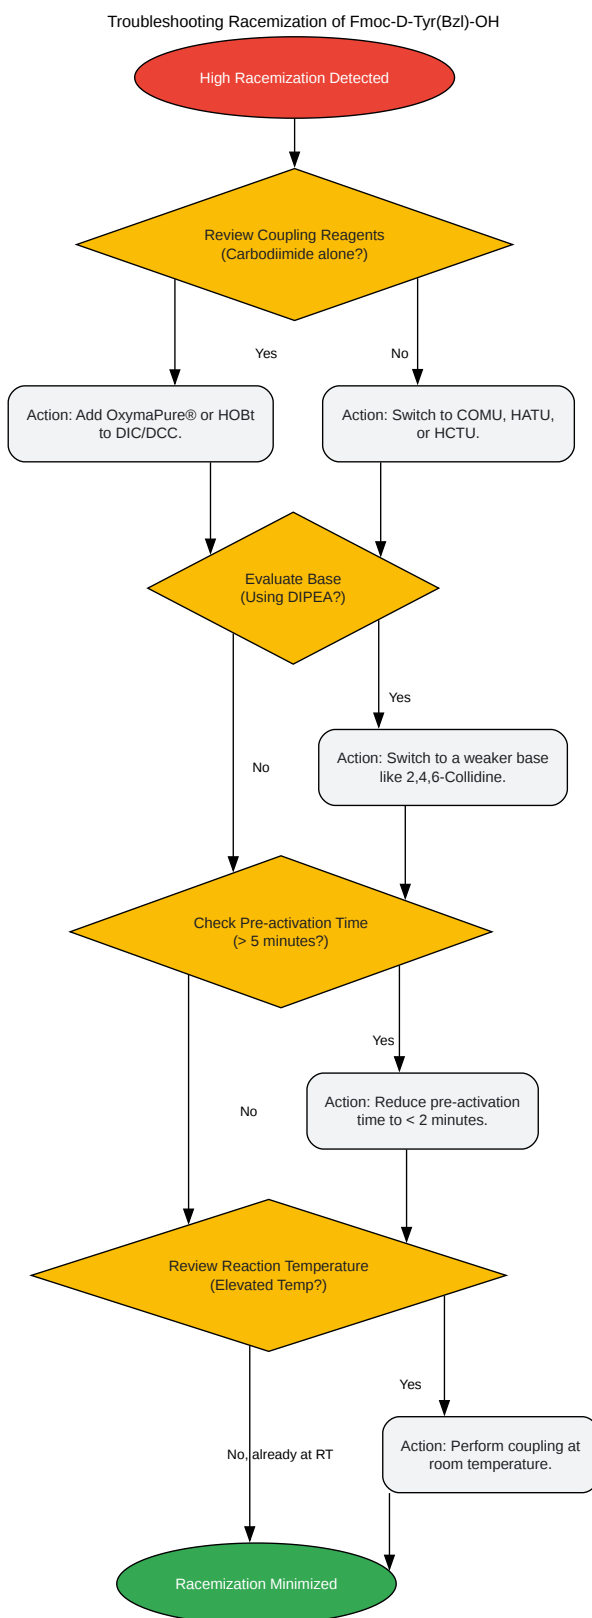 Troubleshooting Racemization of Fmoc-D-Tyr(Bzl)-OH
High Racemization Detected
Review Coupling Reagents
(Carbodiimide alone?)
Yes
No
Action: Add OxymaPure® or HOBt
to DIC/DCC.
Action: Switch to COMU, HATU,
or HCTU.
Evaluate Base
(Using DIPEA?)
Yes
No
Action: Switch to a weaker base
like 2,4,6-Collidine.
Check Pre-activation Time
(> 5 minutes?)
Yes
No
Action: Reduce pre-activation
time to < 2 minutes.
Review Reaction Temperature
(Elevated Temp?)
Yes
No, already at RT
Action: Perform coupling at
room temperature.
Racemization Minimized